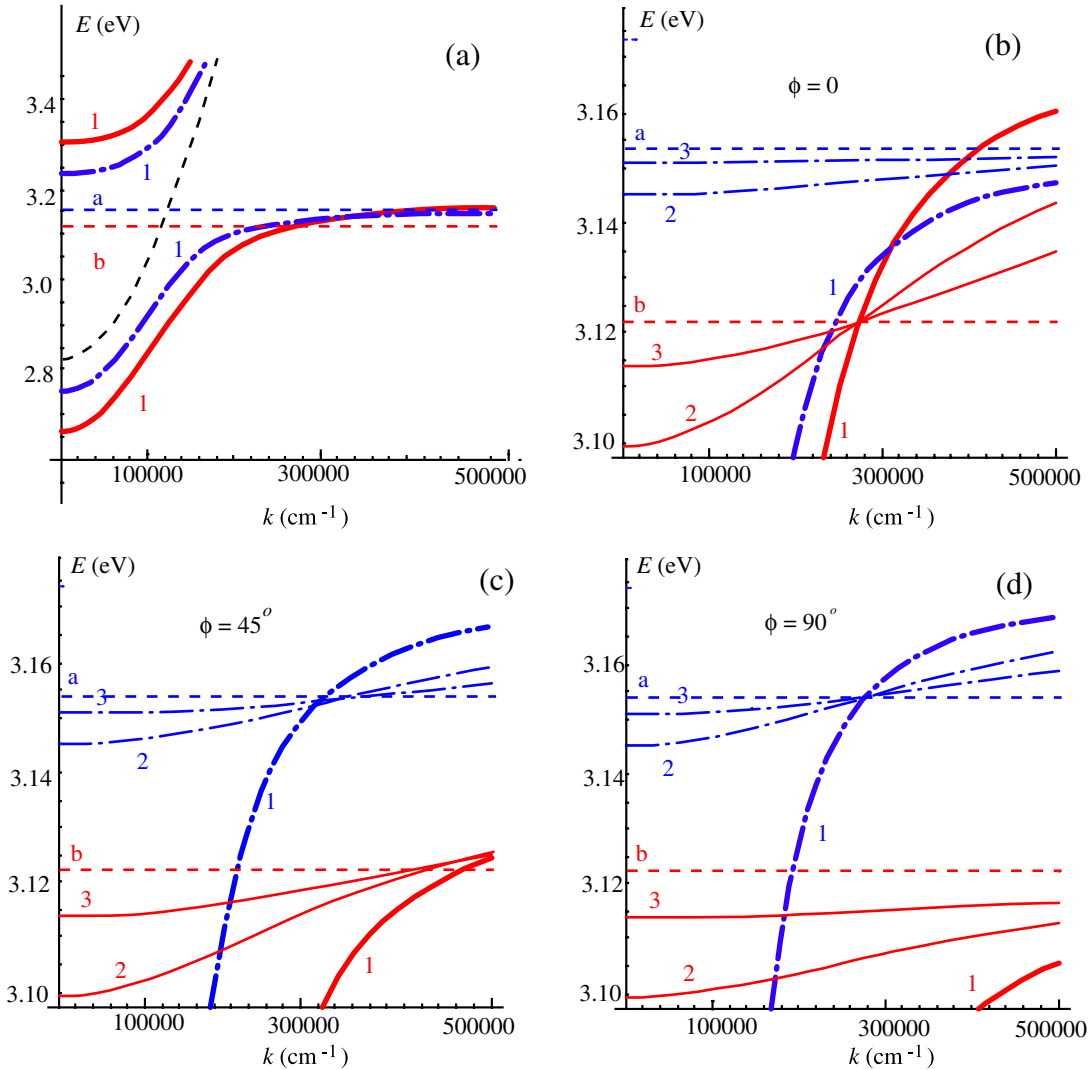 E (eV)
(a)
3.4
3.2
3.0
2.8
1
1
a
1
b
1
100000
300000
500000
k (cm⁻¹)
E (eV)
(b)
ϕ = 0
3.16
3.14
3.12
3.10
a
3
2
1
b
3
2
1
100000
300000
500000
k (cm⁻¹)
E (eV)
(c)
ϕ = 45°
3.16
3.14
3.12
3.10
a
3
2
1
b
3
2
1
100000
300000
500000
k (cm⁻¹)
E (eV)
(d)
ϕ = 90°
3.16
3.14
3.12
3.10
a
3
2
1
b
3
2
1
100000
300000
500000
k (cm⁻¹)